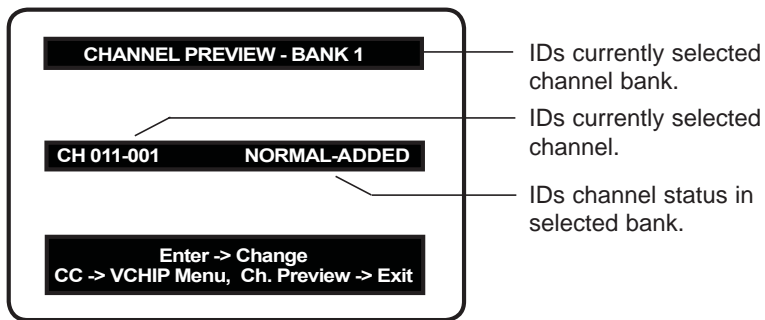 CHANNEL PREVIEW - BANK 1
IDs currently selected
channel bank.
IDs currently selected
channel.
CH 011-001 NORMAL-ADDED
IDs channel status in
selected bank.
Enter -> Change
CC -> VCHIP Menu, Ch. Preview -> Exit